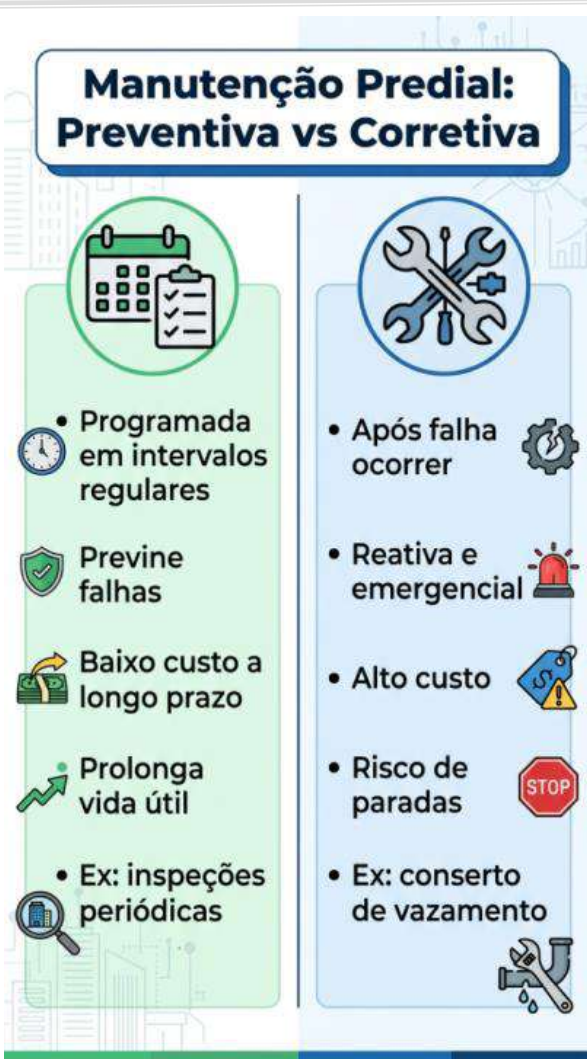 Manutenção Predial:
Preventiva vs Corretiva
• Programada
em intervalos
regulares
Previne
falhas
Baixo custo a
longo prazo
• Prolonga
vida útil
• Ex: inspeções
periódicas
• Após falha
ocorrer
• Reativa e
emergencial
• Alto custo
$
• Risco de
paradas
STOP
• Ex: conserto
de vazamento